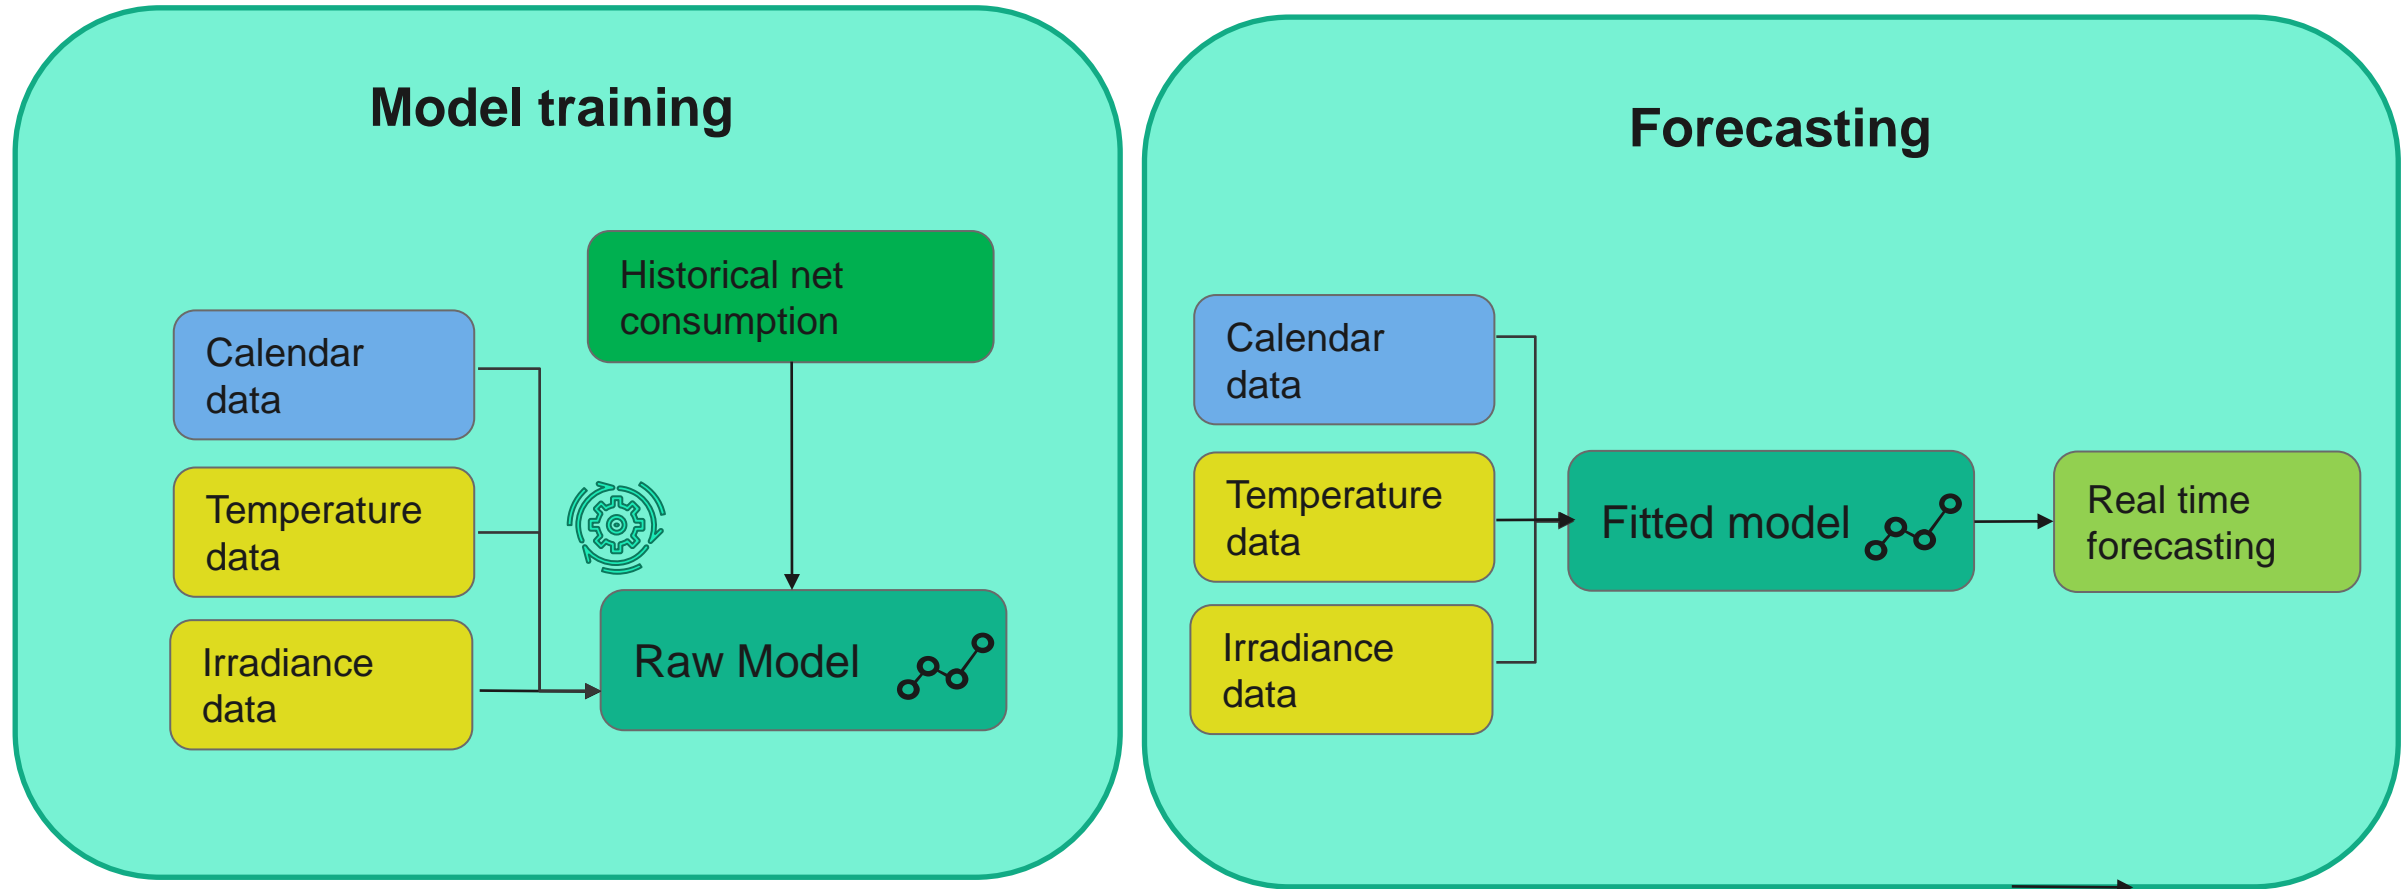 Model training
Historical net
consumption
Calendar
data
Temperature
data
Irradiance
data
Raw Model
Forecasting
Calendar
data
Temperature
data
Irradiance
data
Fitted model
Real time
forecasting